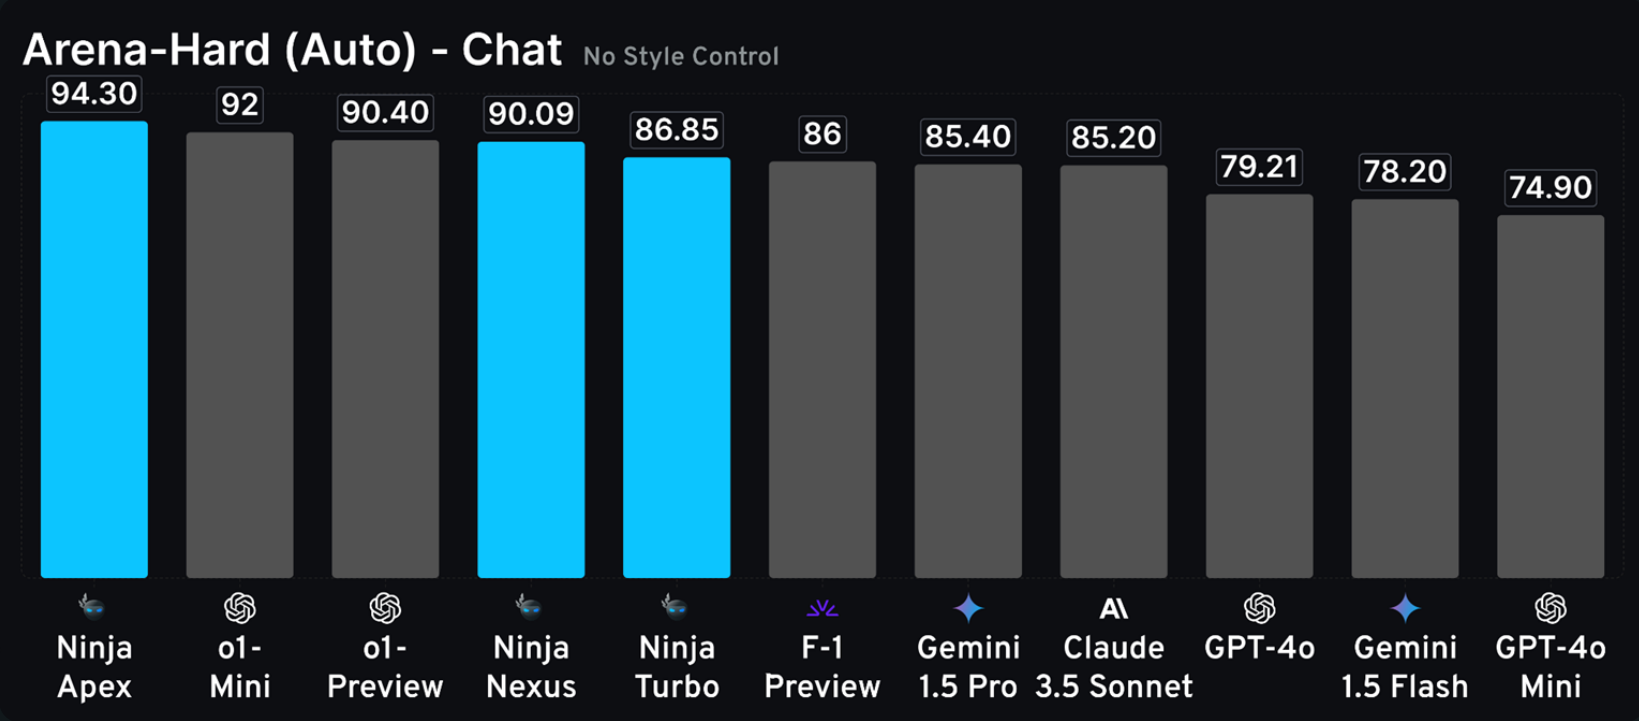 Arena-Hard (Auto) - Chat No Style Control
94.30
92
90.40
90.09
86.85
86
85.40
85.20
79.21
78.20
74.90
Ninja
Apex
o1-
Mini
o1-
Preview
Ninja
Nexus
Ninja
Turbo
F-1
Preview
Gemini
1.5 Pro
Claude
3.5 Sonnet
GPT-4o
Gemini
1.5 Flash
GPT-4o
Mini